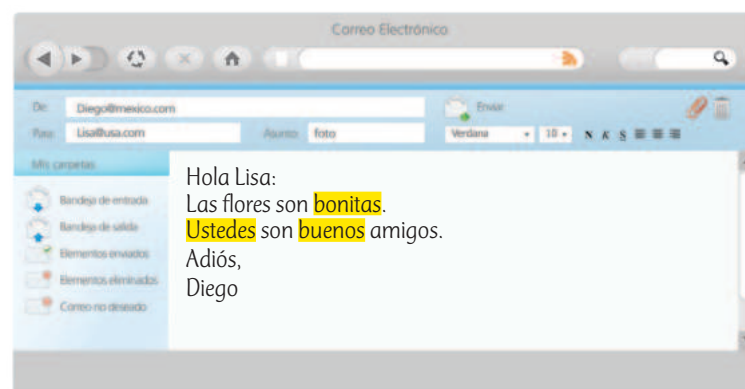 Correo Electrónico
De: Diego@mexico.com
Enviar
Para: Lisa@usa.com Asunto: foto
Verdana 10 N K S
Mis carpetas
Bandeja de entrada
Bandeja de salida
Elementos enviados
Elementos eliminados
Correo no deseado
Hola Lisa:
Las flores son bonitas.
Ustedes son buenos amigos.
Adiós,
Diego